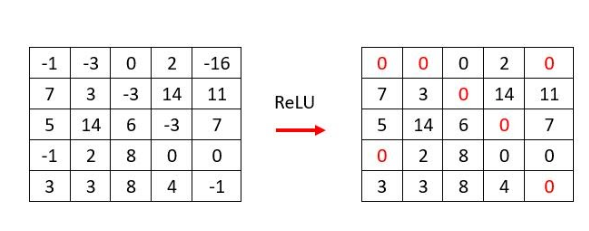 -1 -3 0 2 -16
7 3 -3 14 11
5 14 6 -3 7
-1 2 8 0 0
3 3 8 4 -1
ReLU
0 0 0 2 0
7 3 0 14 11
5 14 6 0 7
0 2 8 0 0
3 3 8 4 0